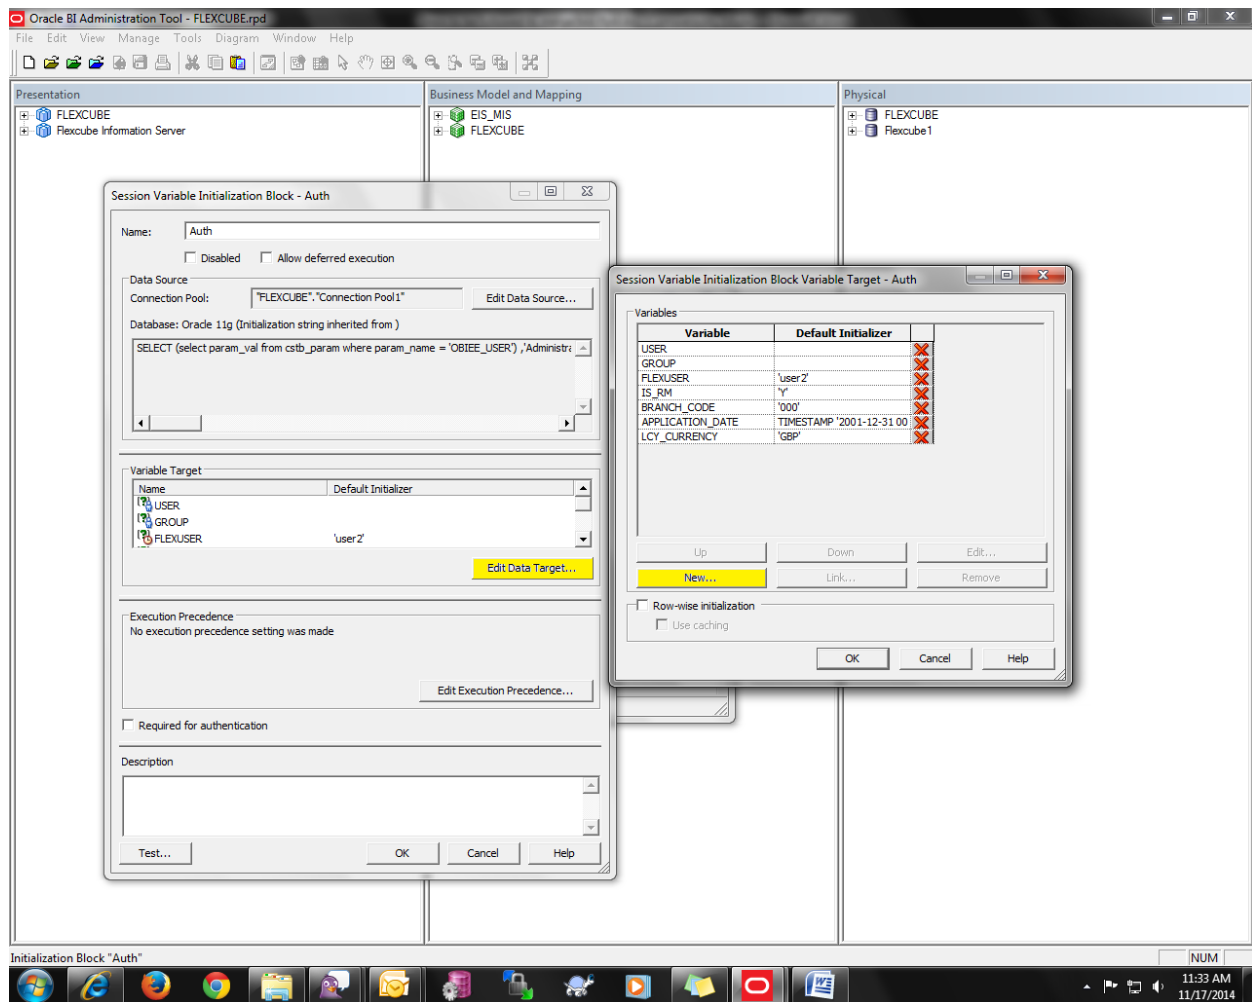 Oracle BI Administration Tool - FLEXCUBE.rpd
File Edit View Manage Tools Diagram Window Help
Presentation
FLEXCUBE
Flexcube Information Server
Business Model and Mapping
EIS_MIS
FLEXCUBE
Physical
FLEXCUBE
Flexcube1
Session Variable Initialization Block - Auth
Name: Auth
Disabled Allow deferred execution
Data Source
Connection Pool: "FLEXCUBE"."Connection Pool1" Edit Data Source...
Database: Oracle 11g (Initialization string inherited from )
SELECT (select param_val from cstb_param where param_name = 'OBIEE_USER') ,'Administra
Variable Target
Name Default Initializer
USER
GROUP
FLEXUSER 'user2'
Edit Data Target...
Execution Precedence
No execution precedence setting was made
Edit Execution Precedence...
Required for authentication
Description
Test... OK Cancel Help
Session Variable Initialization Block Variable Target - Auth
Variables
Variable Default Initializer
USER
GROUP
FLEXUSER 'user2'
IS_RM 'Y'
BRANCH_CODE '000'
APPLICATION_DATE TIMESTAMP '2001-12-31 00
LCY_CURRENCY 'GBP'
Up Down Edit...
New... Link... Remove
Row-wise initialization
Use caching
OK Cancel Help
Initialization Block "Auth"
NUM
11:33 AM
11/17/2014